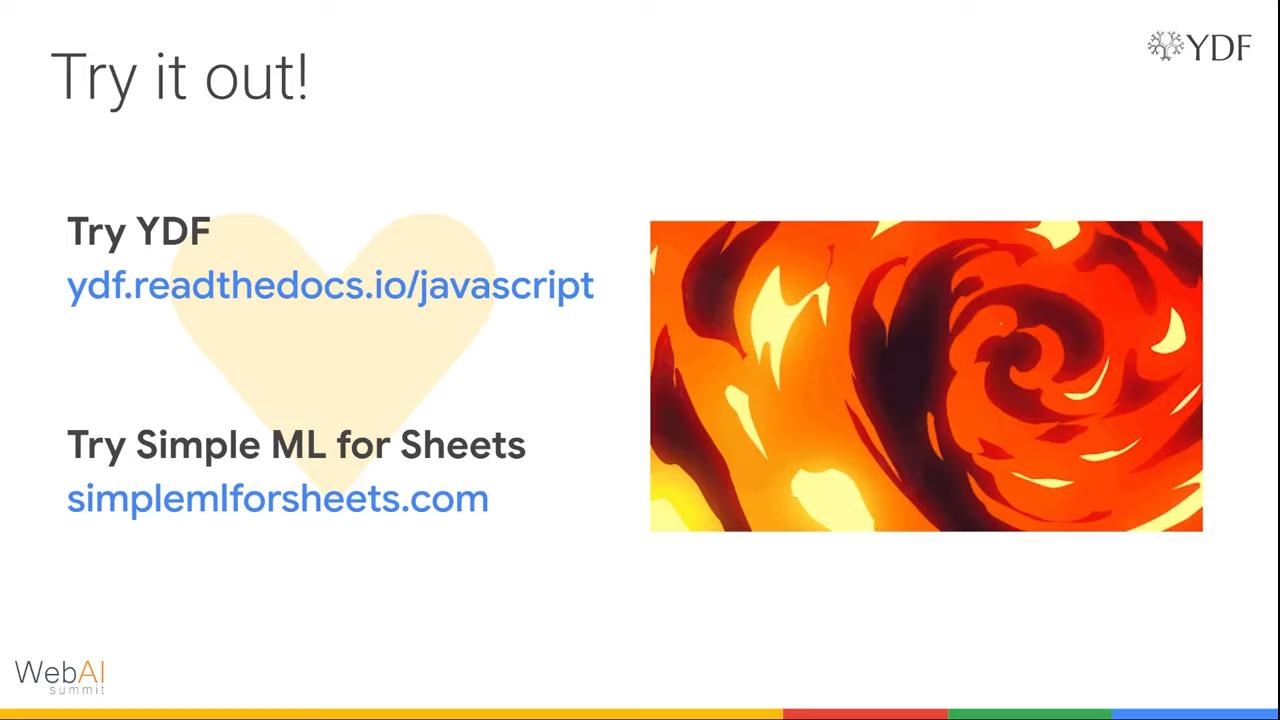 Try it out!
YDF
Try YDF
ydf.readthedocs.io/javascript
Try Simple ML for Sheets
simplemlforsheets.com
WebAI
summit